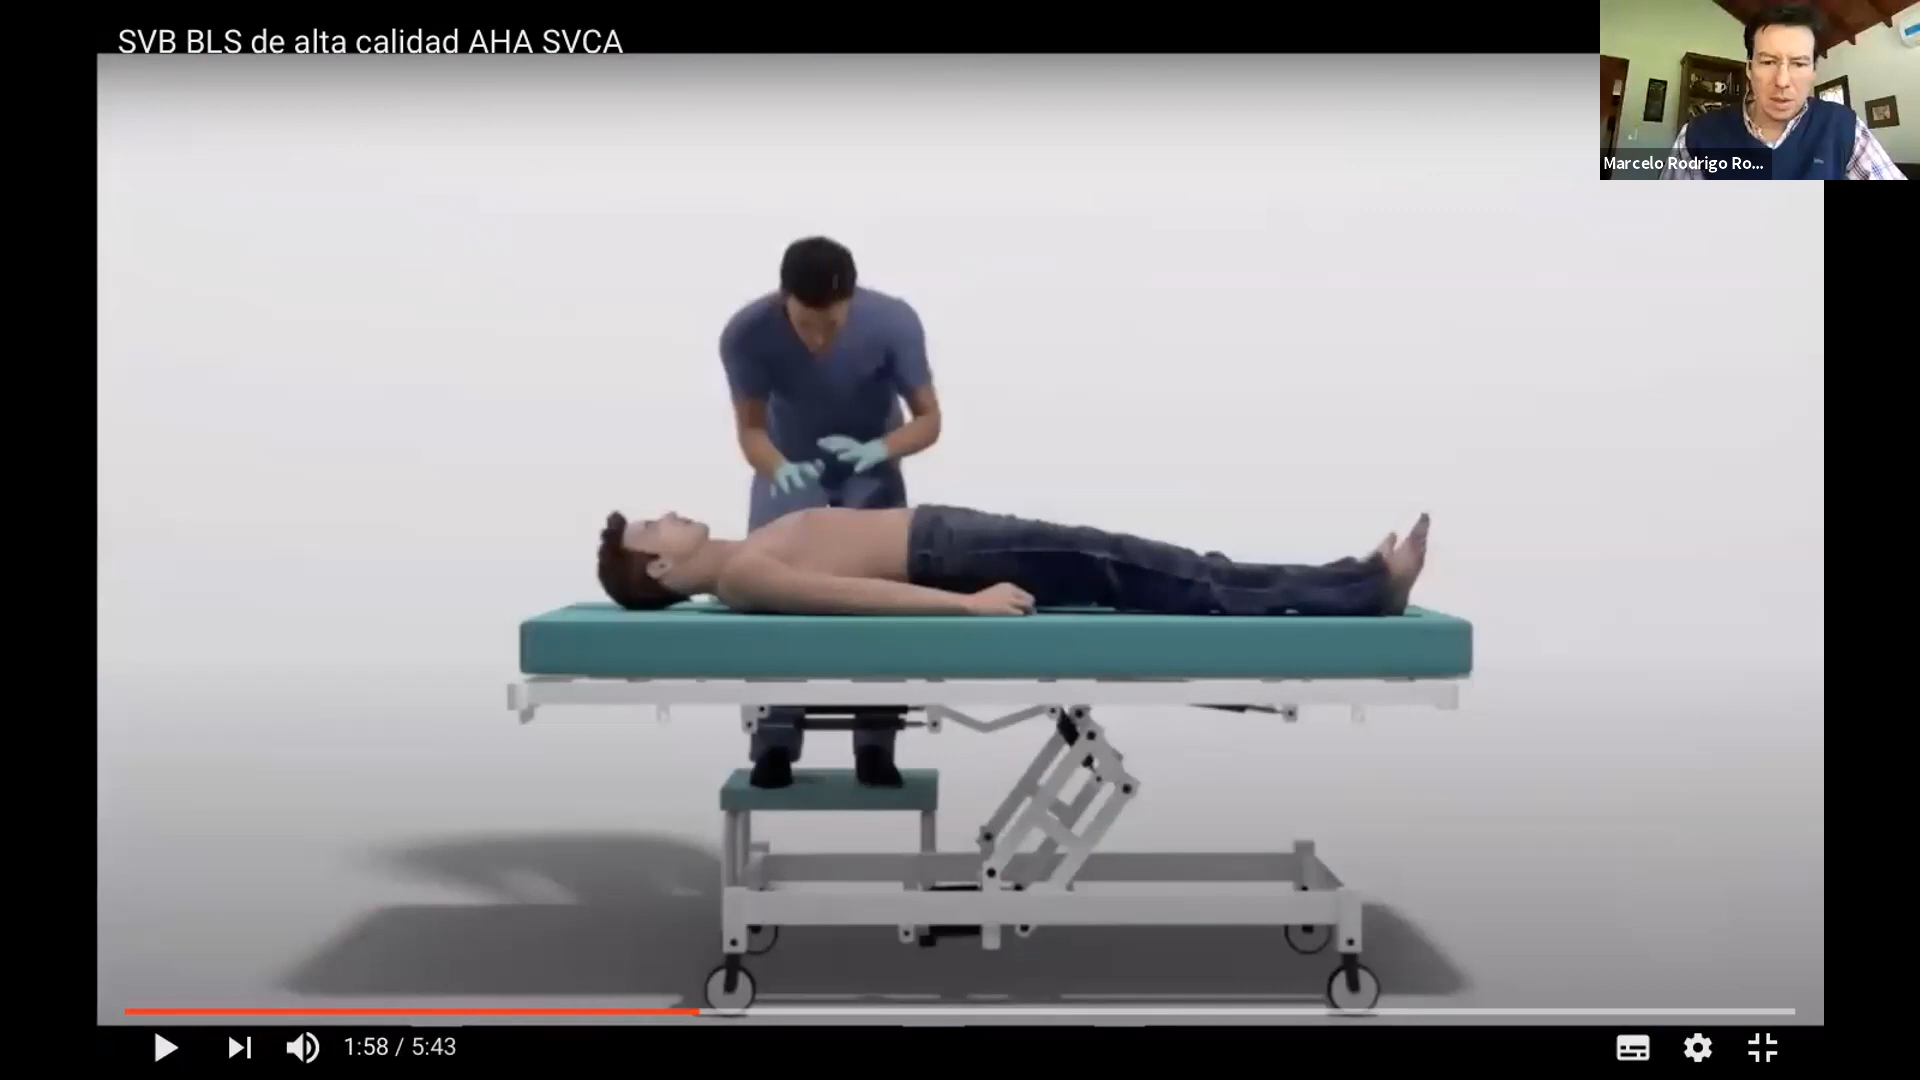 SVB BLS de alta calidad AHA SVCA
Marcelo Rodrigo Ro...
1:58 / 5:43